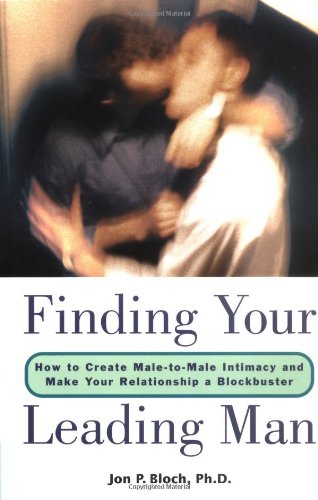 Finding Your
How to Create Male-to-Male Intimacy and
Make Your Relationship a Blockbuster
Leading Man
Jon P. Bloch, Ph.D.